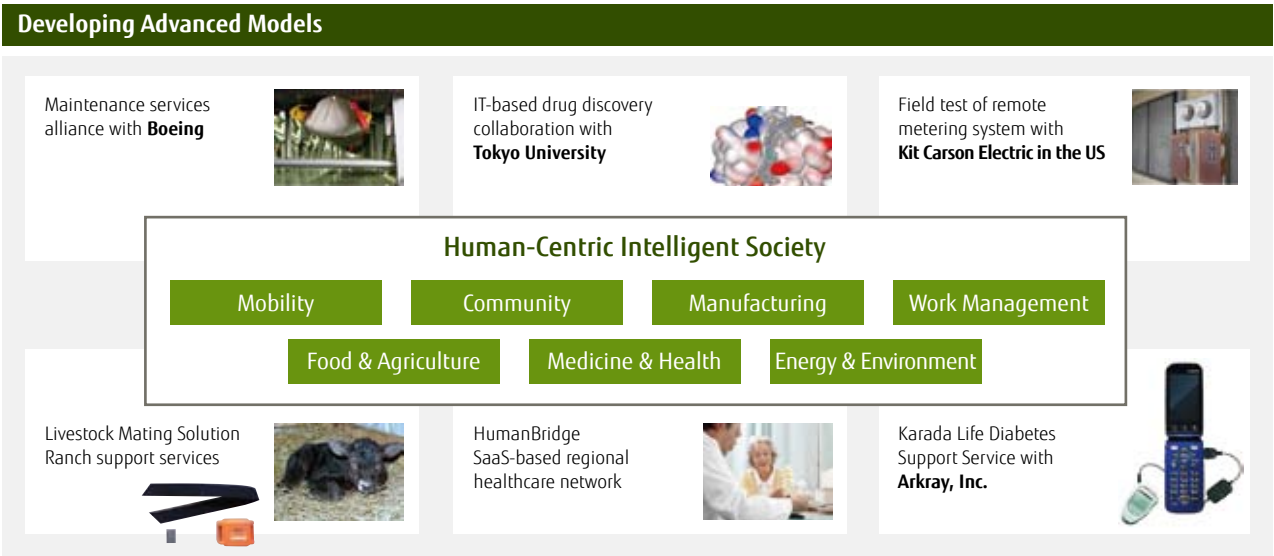 Developing Advanced Models
Maintenance services
alliance with Boeing
IT-based drug discovery
collaboration with
Tokyo University
Field test of remote
metering system with
Kit Carson Electric in the US
Human-Centric Intelligent Society
Mobility
Community
Manufacturing
Work Management
Food & Agriculture
Medicine & Health
Energy & Environment
Livestock Mating Solution
Ranch support services
HumanBridge
SaaS-based regional
healthcare network
Karada Life Diabetes
Support Service with
Arkray, Inc.